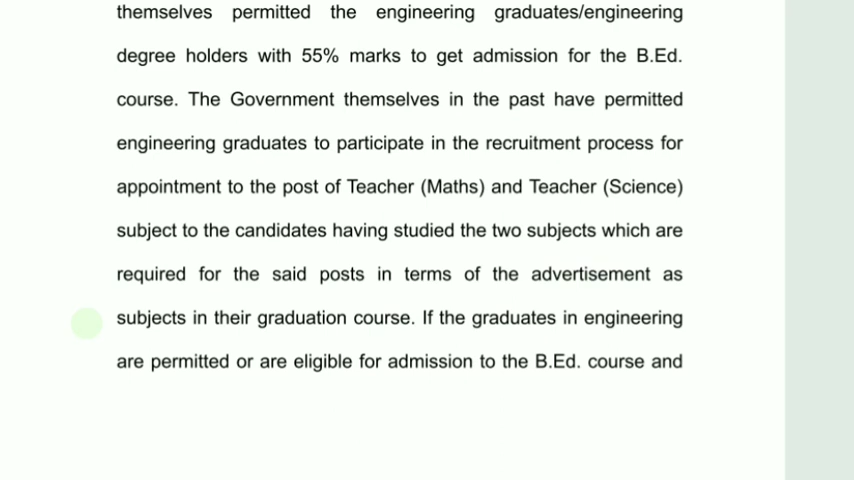 themselves permitted the engineering graduates/engineering
degree holders with 55% marks to get admission for the B.Ed.
course. The Government themselves in the past have permitted
engineering graduates to participate in the recruitment process for
appointment to the post of Teacher (Maths) and Teacher (Science)
subject to the candidates having studied the two subjects which are
required for the said posts in terms of the advertisement as
subjects in their graduation course. If the graduates in engineering
are permitted or are eligible for admission to the B.Ed. course and